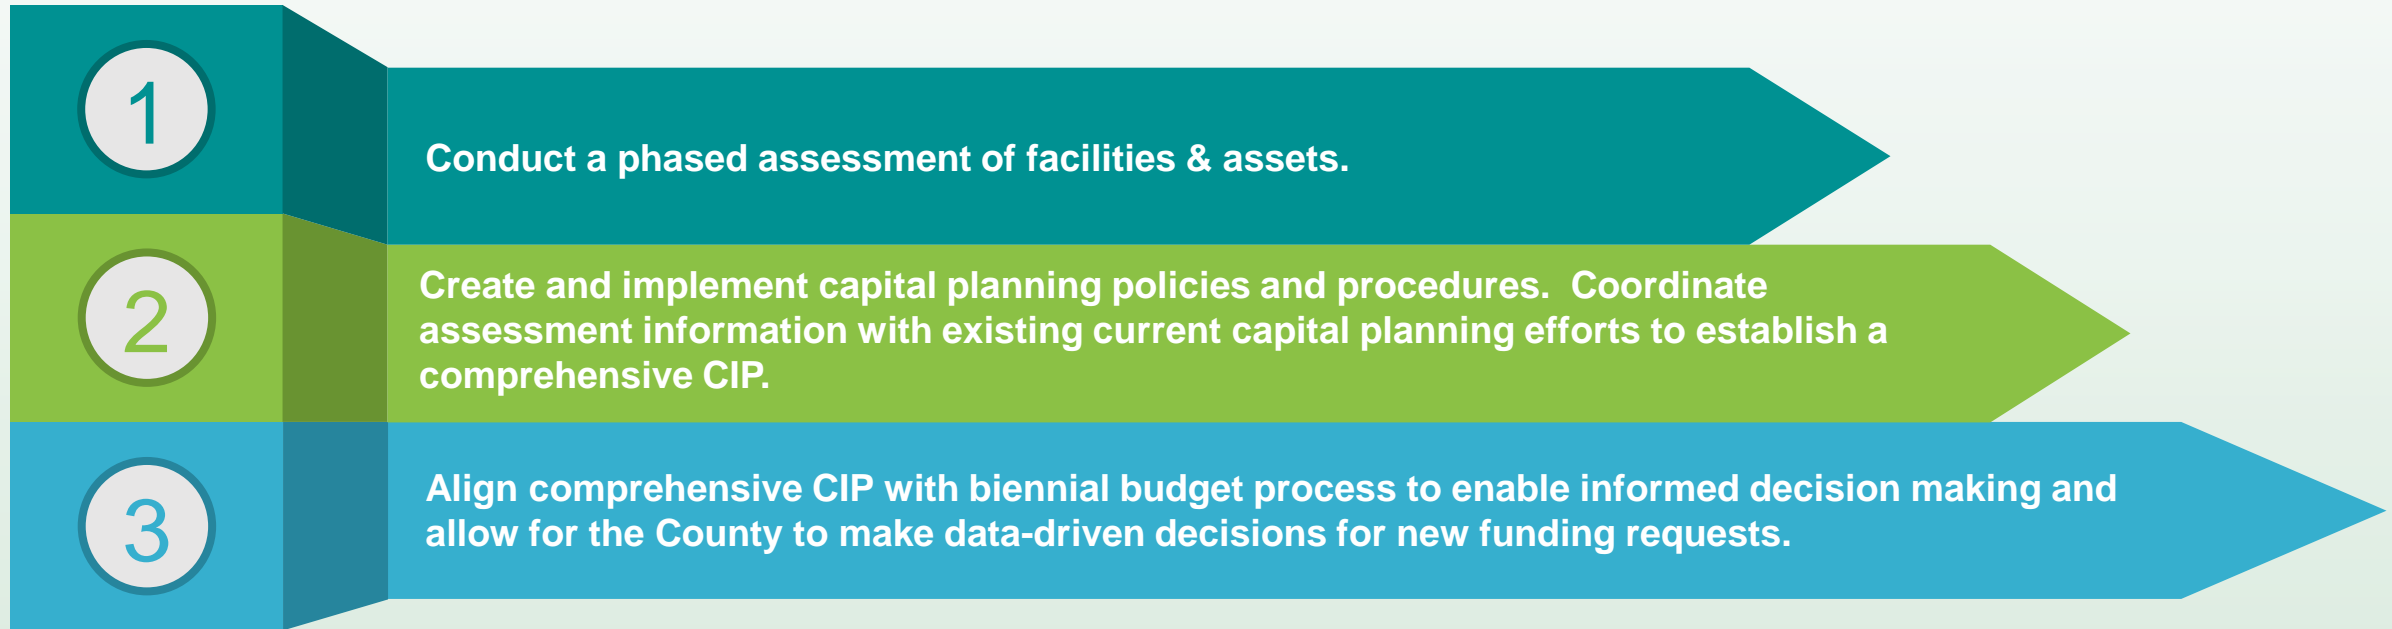 1
Conduct a phased assessment of facilities & assets.
2
Create and implement capital planning policies and procedures.  Coordinate
assessment information with existing current capital planning efforts to establish a
comprehensive CIP.
3
Align comprehensive CIP with biennial budget process to enable informed decision making and
allow for the County to make data-driven decisions for new funding requests.